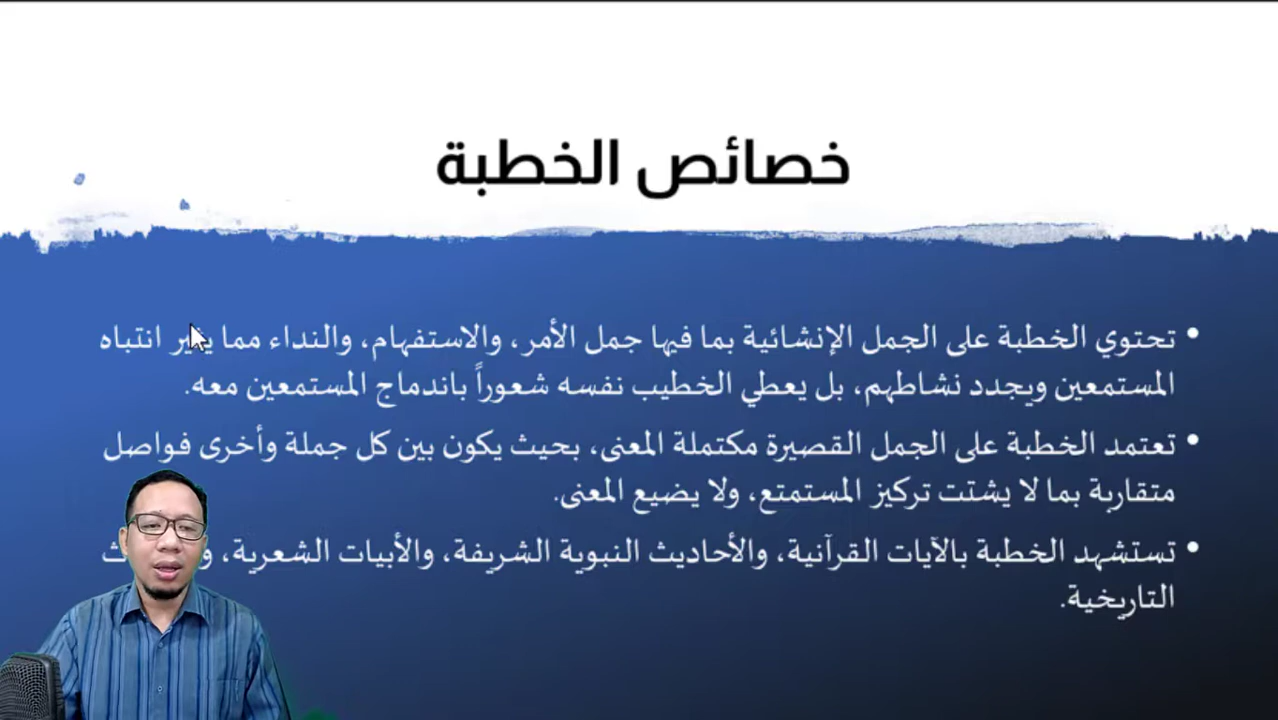 خصائص الخطبة
• تحتوي الخطبة على الجمل الإنشائية بما فيها جمل الأمر، والاستفهام، والنداء مما انتباه
المستمعين ويجدد نشاطهم، بل يعطي الخطيب نفسه شعوراً باندماج المستمعين معه.
• تعتمد الخطبة على الجمل القصيرة مكتملة المعنى، بحيث يكون بين كل جملة وأخرى فواصل
متقاربة بما لا يشتت تركيز المستمتع، ولا يضيع المعنى.
• تستشهد الخطبة بالآيات القرآنية، والأحاديث النبوية الشريفة، والأبيات الشعرية،
التاريخية.